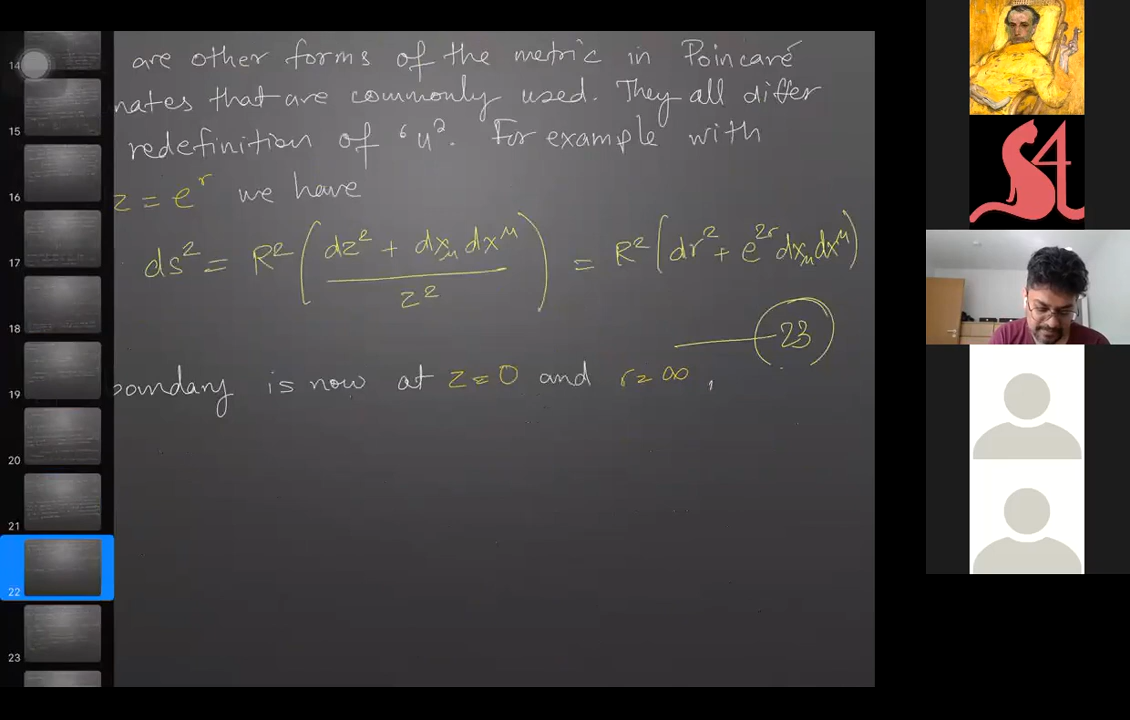 are other forms of the metric in Poincaré
nates that are commonly used. They all differ
redefinition of 'u'. For example with
z = e^r we have
ds² = R² ( (dz² + dx_μ dx^μ) / z² ) = R² ( dr² + e^{2r} dx_μ dx^μ )
23
boundary is now at z = 0 and r = ∞ ,
14
15
16
17
18
19
20
21
22
23
S4